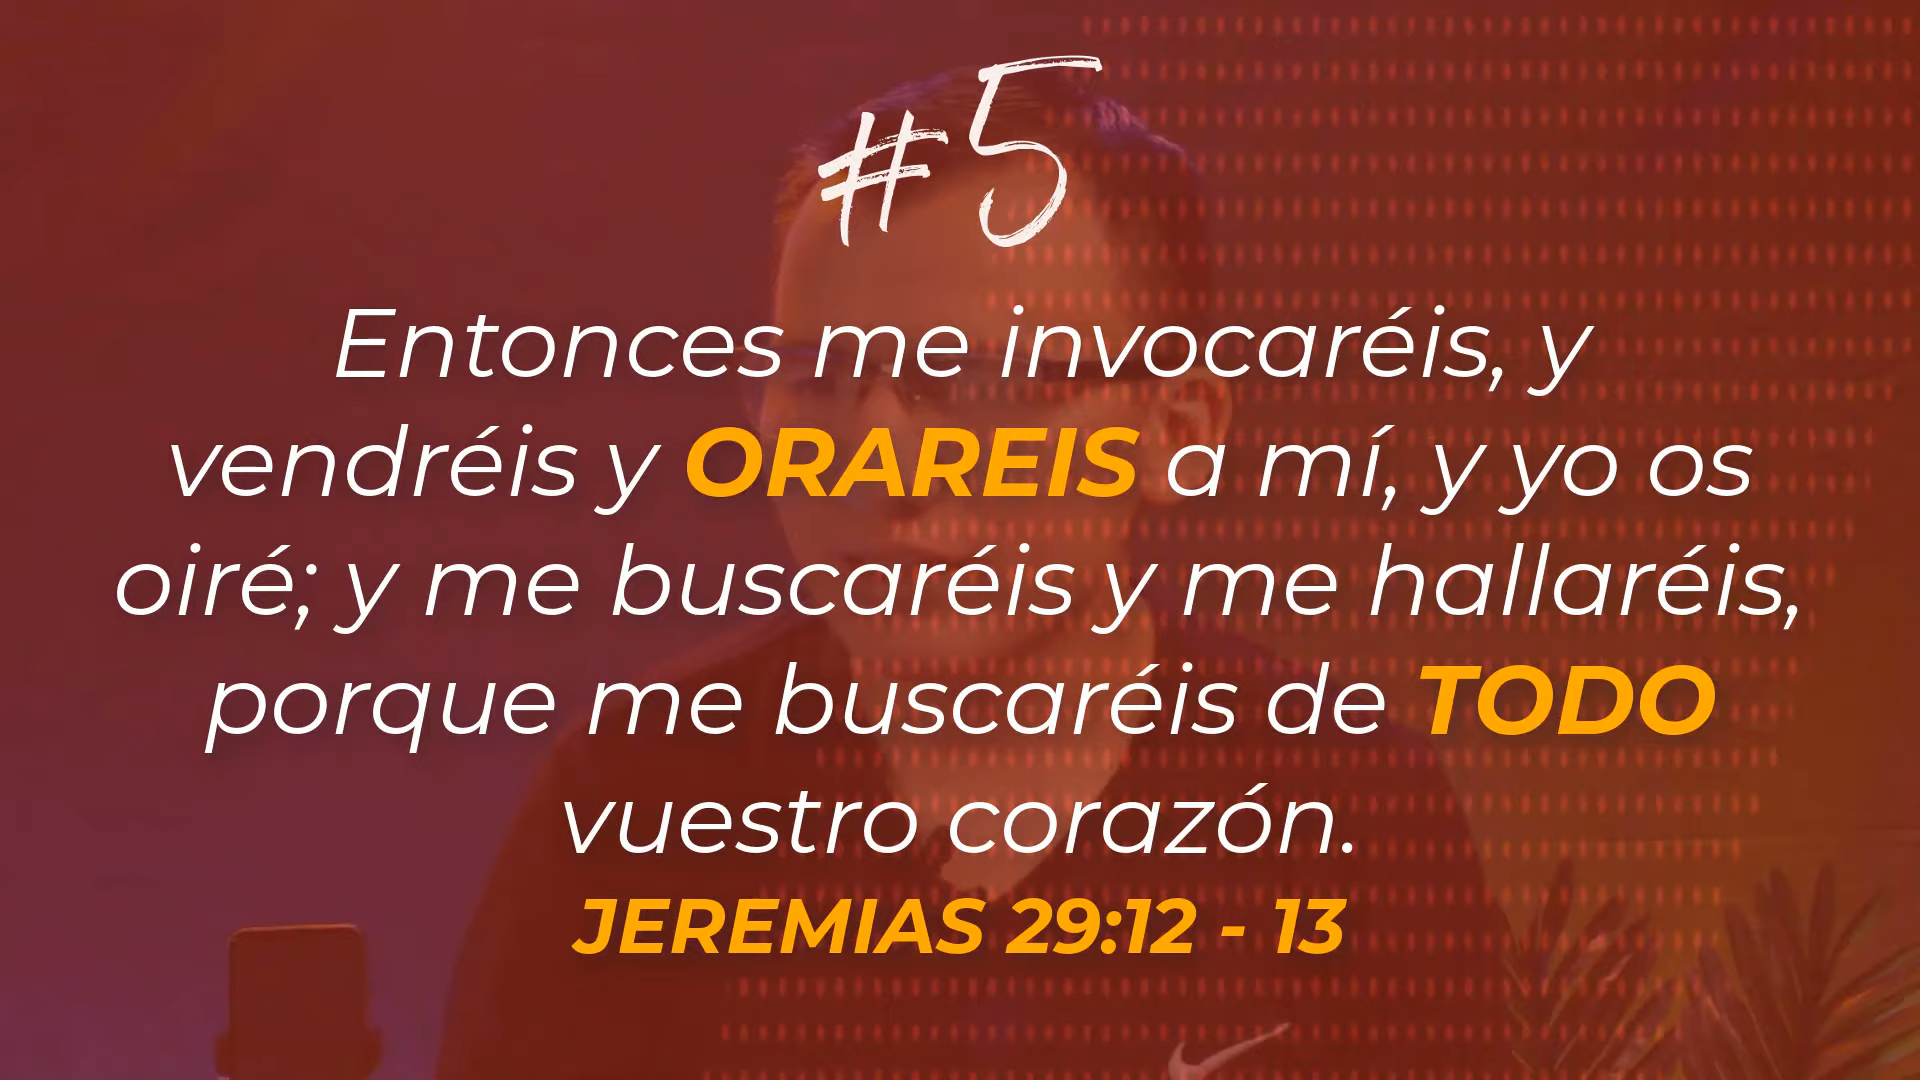 #5
Entonces me invocaréis, y
vendréis y ORAREIS a mí, y yo os
oiré; y me buscaréis y me hallaréis,
porque me buscaréis de TODO
vuestro corazón.
JEREMIAS 29:12 - 13